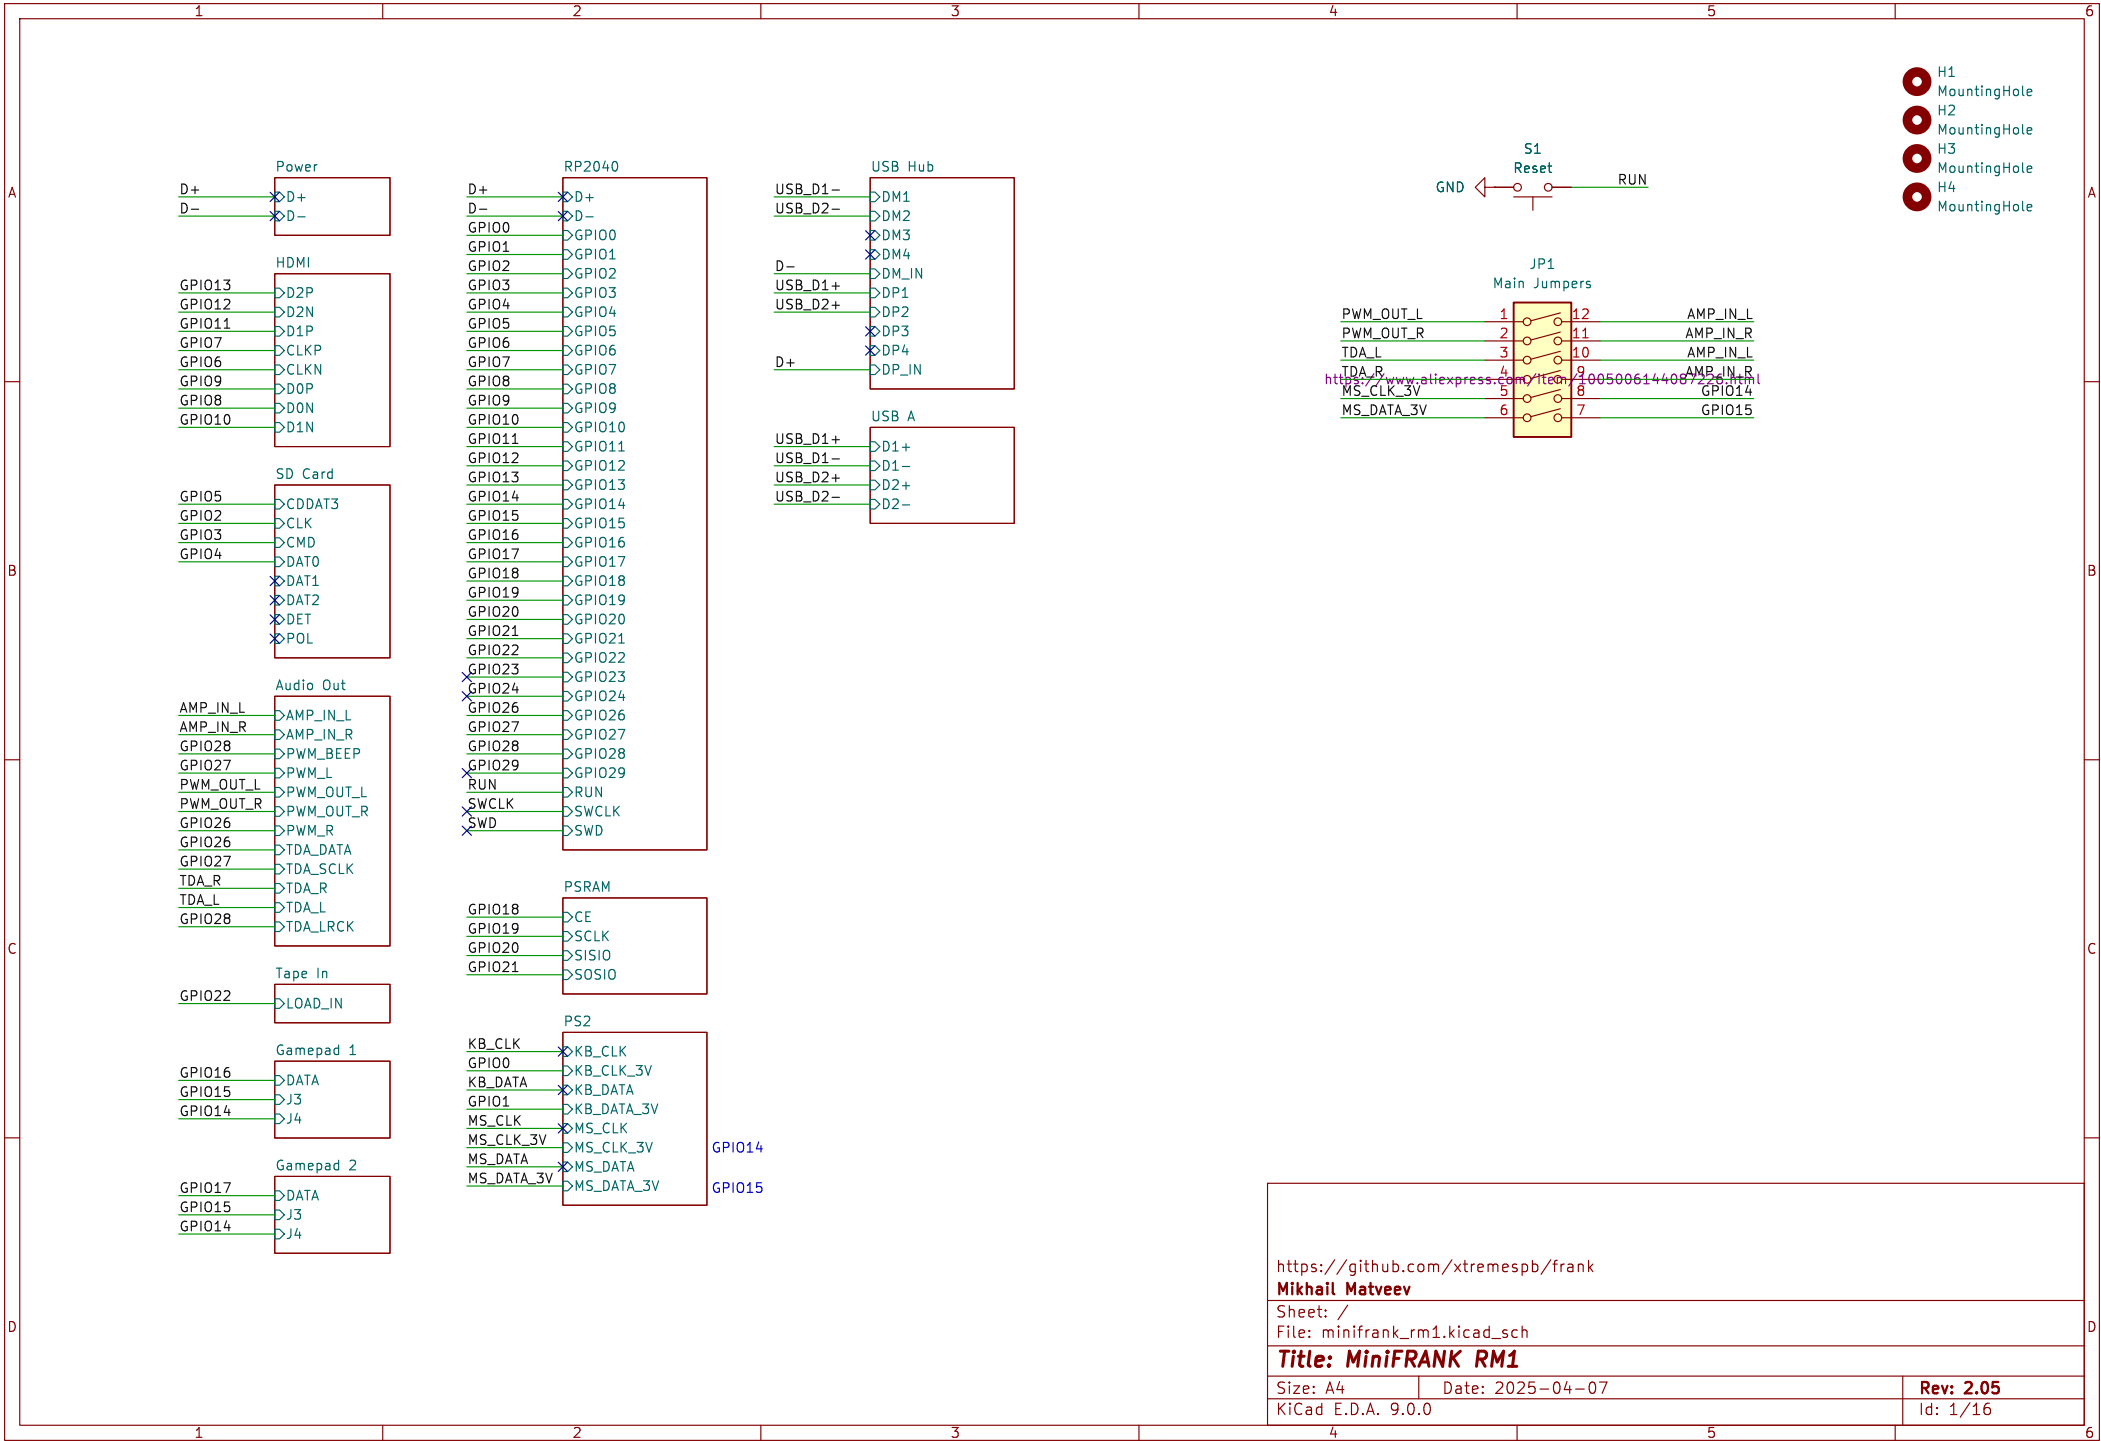 1 2 3 4 5 6
A
B
C
D
Power
D+ D+
D- D-
HDMI
GPIO13 D2P
GPIO12 D2N
GPIO11 D1P
GPIO7 CLKP
GPIO6 CLKN
GPIO9 D0P
GPIO8 D0N
GPIO10 D1N
SD Card
GPIO5 CDDAT3
GPIO2 CLK
GPIO3 CMD
GPIO4 DAT0
DAT1
DAT2
DET
POL
Audio Out
AMP_IN_L AMP_IN_L
AMP_IN_R AMP_IN_R
GPIO28 PWM_BEEP
GPIO27 PWM_L
PWM_OUT_L PWM_OUT_L
PWM_OUT_R PWM_OUT_R
GPIO26 PWM_R
GPIO26 TDA_DATA
GPIO27 TDA_SCLK
TDA_R TDA_R
TDA_L TDA_L
GPIO28 TDA_LRCK
Tape In
GPIO22 LOAD_IN
Gamepad 1
GPIO16 DATA
GPIO15 J3
GPIO14 J4
Gamepad 2
GPIO17 DATA
GPIO15 J3
GPIO14 J4
RP2040
D+ D+
D- D-
GPIO0 GPIO0
GPIO1 GPIO1
GPIO2 GPIO2
GPIO3 GPIO3
GPIO4 GPIO4
GPIO5 GPIO5
GPIO6 GPIO6
GPIO7 GPIO7
GPIO8 GPIO8
GPIO9 GPIO9
GPIO10 GPIO10
GPIO11 GPIO11
GPIO12 GPIO12
GPIO13 GPIO13
GPIO14 GPIO14
GPIO15 GPIO15
GPIO16 GPIO16
GPIO17 GPIO17
GPIO18 GPIO18
GPIO19 GPIO19
GPIO20 GPIO20
GPIO21 GPIO21
GPIO22 GPIO22
GPIO23 GPIO23
GPIO24 GPIO24
GPIO26 GPIO26
GPIO27 GPIO27
GPIO28 GPIO28
GPIO29 GPIO29
RUN RUN
SWCLK SWCLK
SWD SWD
PSRAM
GPIO18 CE
GPIO19 SCLK
GPIO20 SISIO
GPIO21 SOSIO
PS2
KB_CLK KB_CLK
GPIO0 KB_CLK_3V
KB_DATA KB_DATA
GPIO1 KB_DATA_3V
MS_CLK MS_CLK
MS_CLK_3V MS_CLK_3V GPIO14
MS_DATA MS_DATA
MS_DATA_3V MS_DATA_3V GPIO15
USB Hub
USB_D1- DM1
USB_D2- DM2
DM3
DM4
D- DM_IN
USB_D1+ DP1
USB_D2+ DP2
DP3
DP4
D+ DP_IN
USB A
USB_D1+ D1+
USB_D1- D1-
USB_D2+ D2+
USB_D2- D2-
S1
Reset
GND RUN
JP1
Main Jumpers
PWM_OUT_L 1 12 AMP_IN_L
PWM_OUT_R 2 11 AMP_IN_R
TDA_L 3 10 AMP_IN_L
TDA_R 4 9 AMP_IN_R
https://www.aliexpress.com/item/1005006144087226.html
MS_CLK_3V 5 8 GPIO14
MS_DATA_3V 6 7 GPIO15
H1
MountingHole
H2
MountingHole
H3
MountingHole
H4
MountingHole
A
B
C
D
https://github.com/xtremespb/frank
Mikhail Matveev
Sheet: /
File: minifrank_rm1.kicad_sch
Title: MiniFRANK RM1
Size: A4 Date: 2025-04-07 Rev: 2.05
KiCad E.D.A. 9.0.0 Id: 1/16
1 2 3 4 5 6